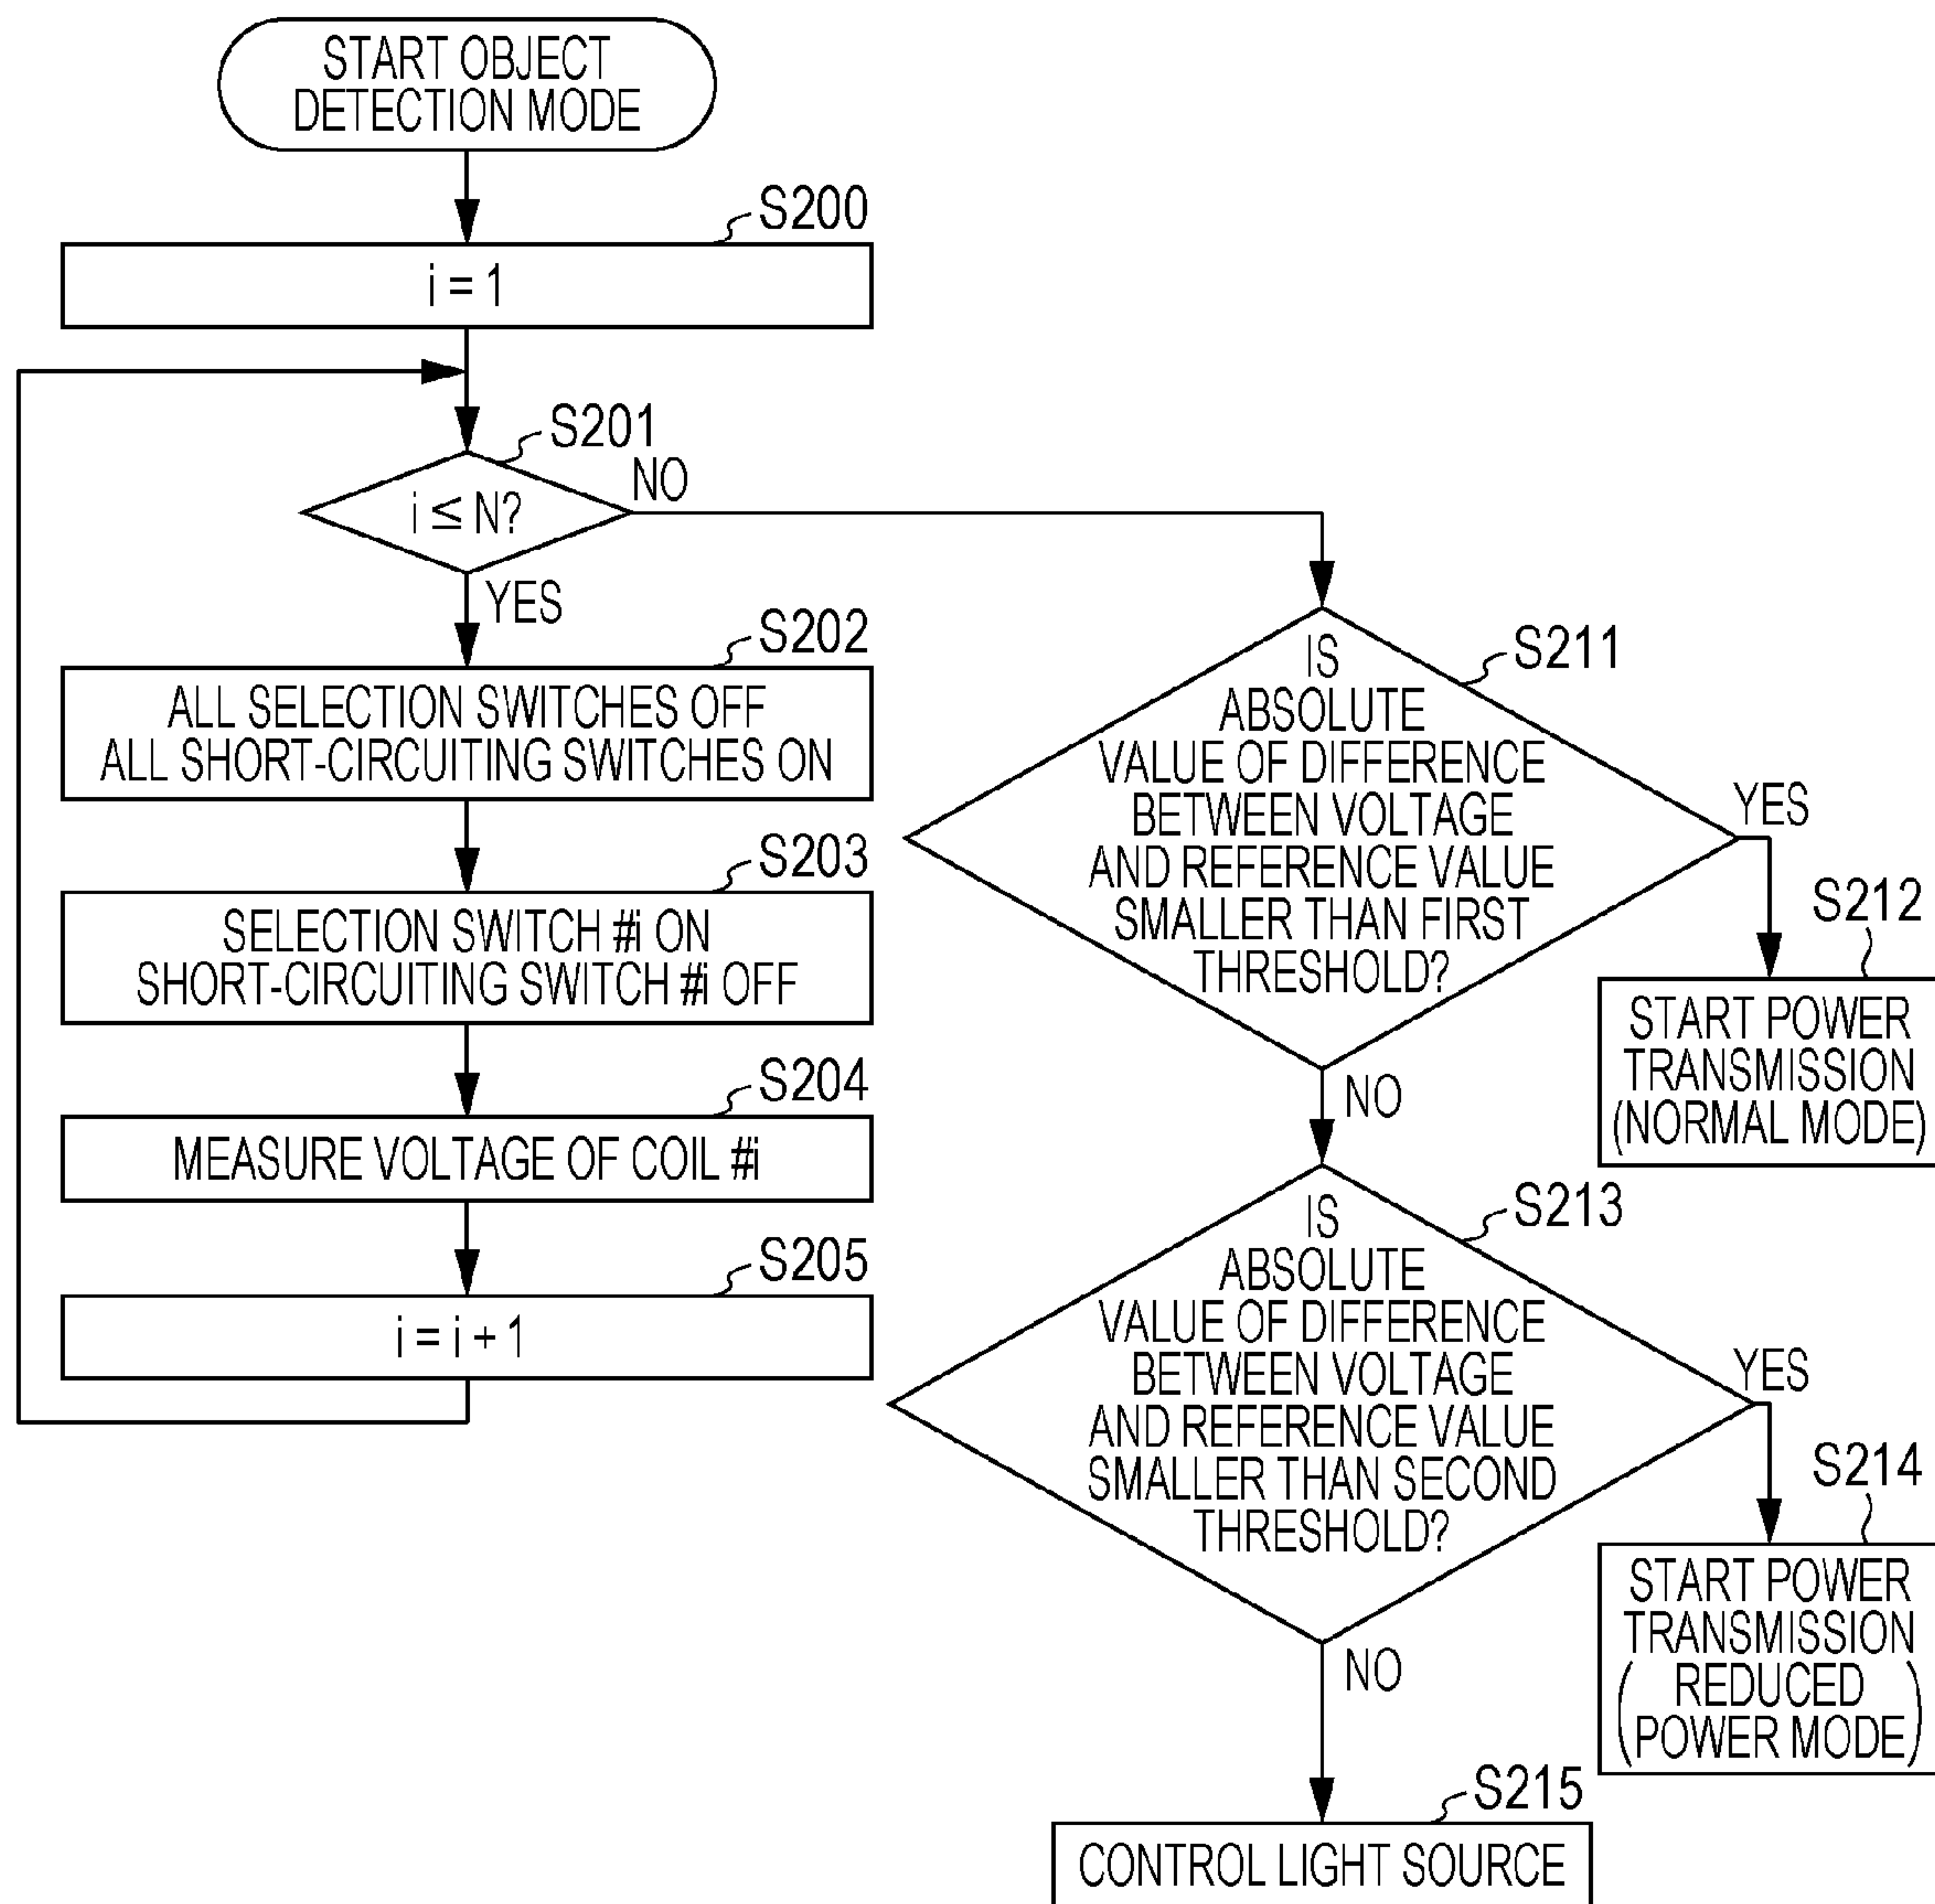 START OBJECT
DETECTION MODE
S200
i = 1
S201
i ≤ N?
NO
YES
S202
ALL SELECTION SWITCHES OFF
ALL SHORT-CIRCUITING SWITCHES ON
S203
SELECTION SWITCH #i ON
SHORT-CIRCUITING SWITCH #i OFF
S204
MEASURE VOLTAGE OF COIL #i
S205
i = i + 1
S211
IS
ABSOLUTE
VALUE OF DIFFERENCE
BETWEEN VOLTAGE
AND REFERENCE VALUE
SMALLER THAN FIRST
THRESHOLD?
YES
S212
START POWER
TRANSMISSION
(NORMAL MODE)
NO
S213
IS
ABSOLUTE
VALUE OF DIFFERENCE
BETWEEN VOLTAGE
AND REFERENCE VALUE
SMALLER THAN SECOND
THRESHOLD?
YES
S214
START POWER
TRANSMISSION
(REDUCED
POWER MODE)
NO
S215
CONTROL LIGHT SOURCE